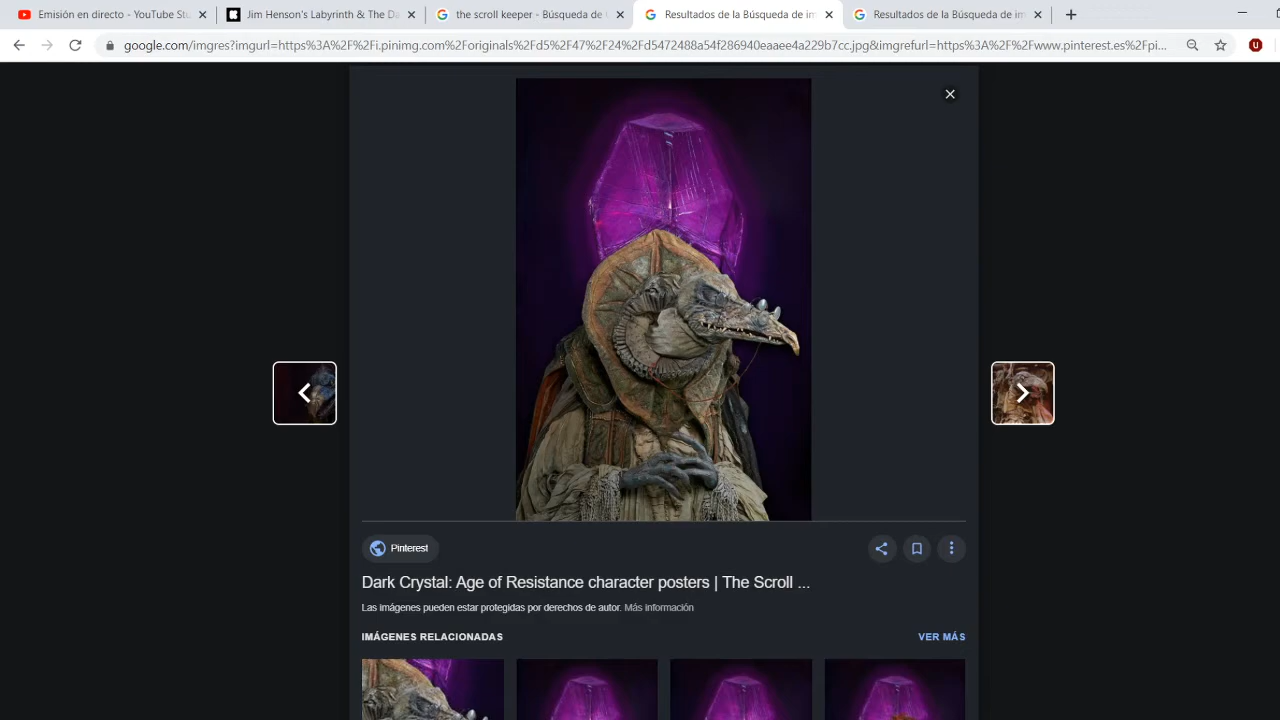 Emisión en directo - YouTube Stu
Jim Henson's Labyrinth & The Da
the scroll keeper - Búsqueda de
Resultados de la Búsqueda de im
Resultados de la Búsqueda de im
google.com/imgres?imgurl=https%3A%2F%2Fi.pinimg.com%2Foriginals%2Fd5%2F47%2F24%2Fd5472488a54f286940eaaee4a229b7cc.jpg&imgrefurl=https%3A%2F%2Fwww.pinterest.es%2Fpi...
Pinterest
Dark Crystal: Age of Resistance character posters | The Scroll ...
Las imágenes pueden estar protegidas por derechos de autor. Más información
IMÁGENES RELACIONADAS
VER MÁS